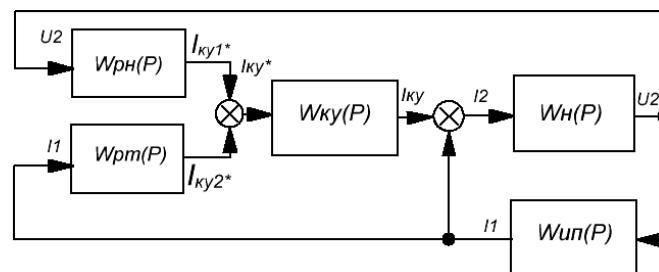 U2
Wрн(P)
Iку1*
Iку*
Wку(P)
Iку
I2
Wн(P)
U2
I1
Wрт(P)
Iку2*
I1
Wип(P)